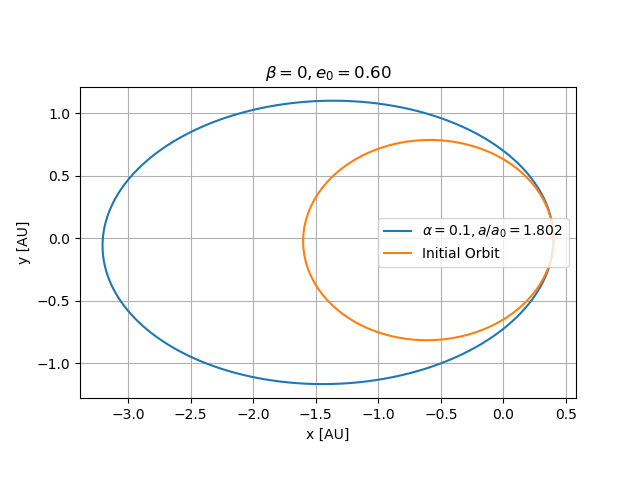 β = 0, e₀ = 0.60
y [AU]
1.0
0.5
0.0
−0.5
−1.0
α = 0.1, a/a₀ = 1.802
Initial Orbit
−3.0 −2.5 −2.0 −1.5 −1.0 −0.5 0.0 0.5
x [AU]